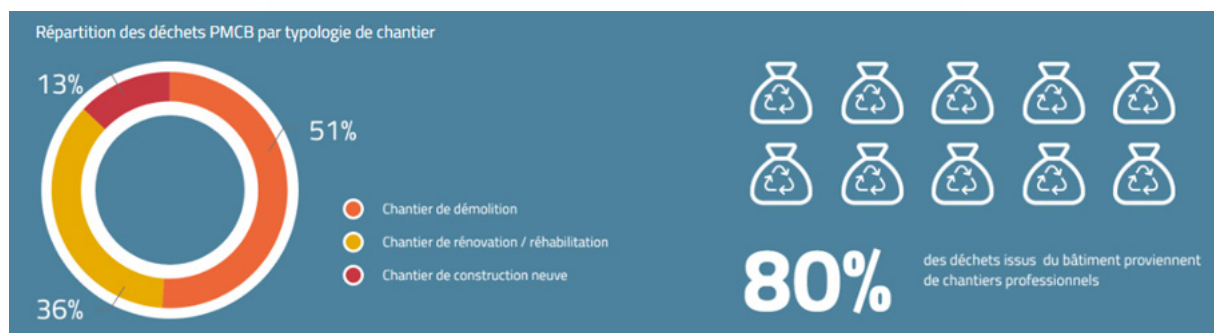 Répartition des déchets PMCB par typologie de chantier
13%
51%
36%
Chantier de démolition
Chantier de rénovation / réhabilitation
Chantier de construction neuve
80%
des déchets issus du bâtiment proviennent
de chantiers professionnels